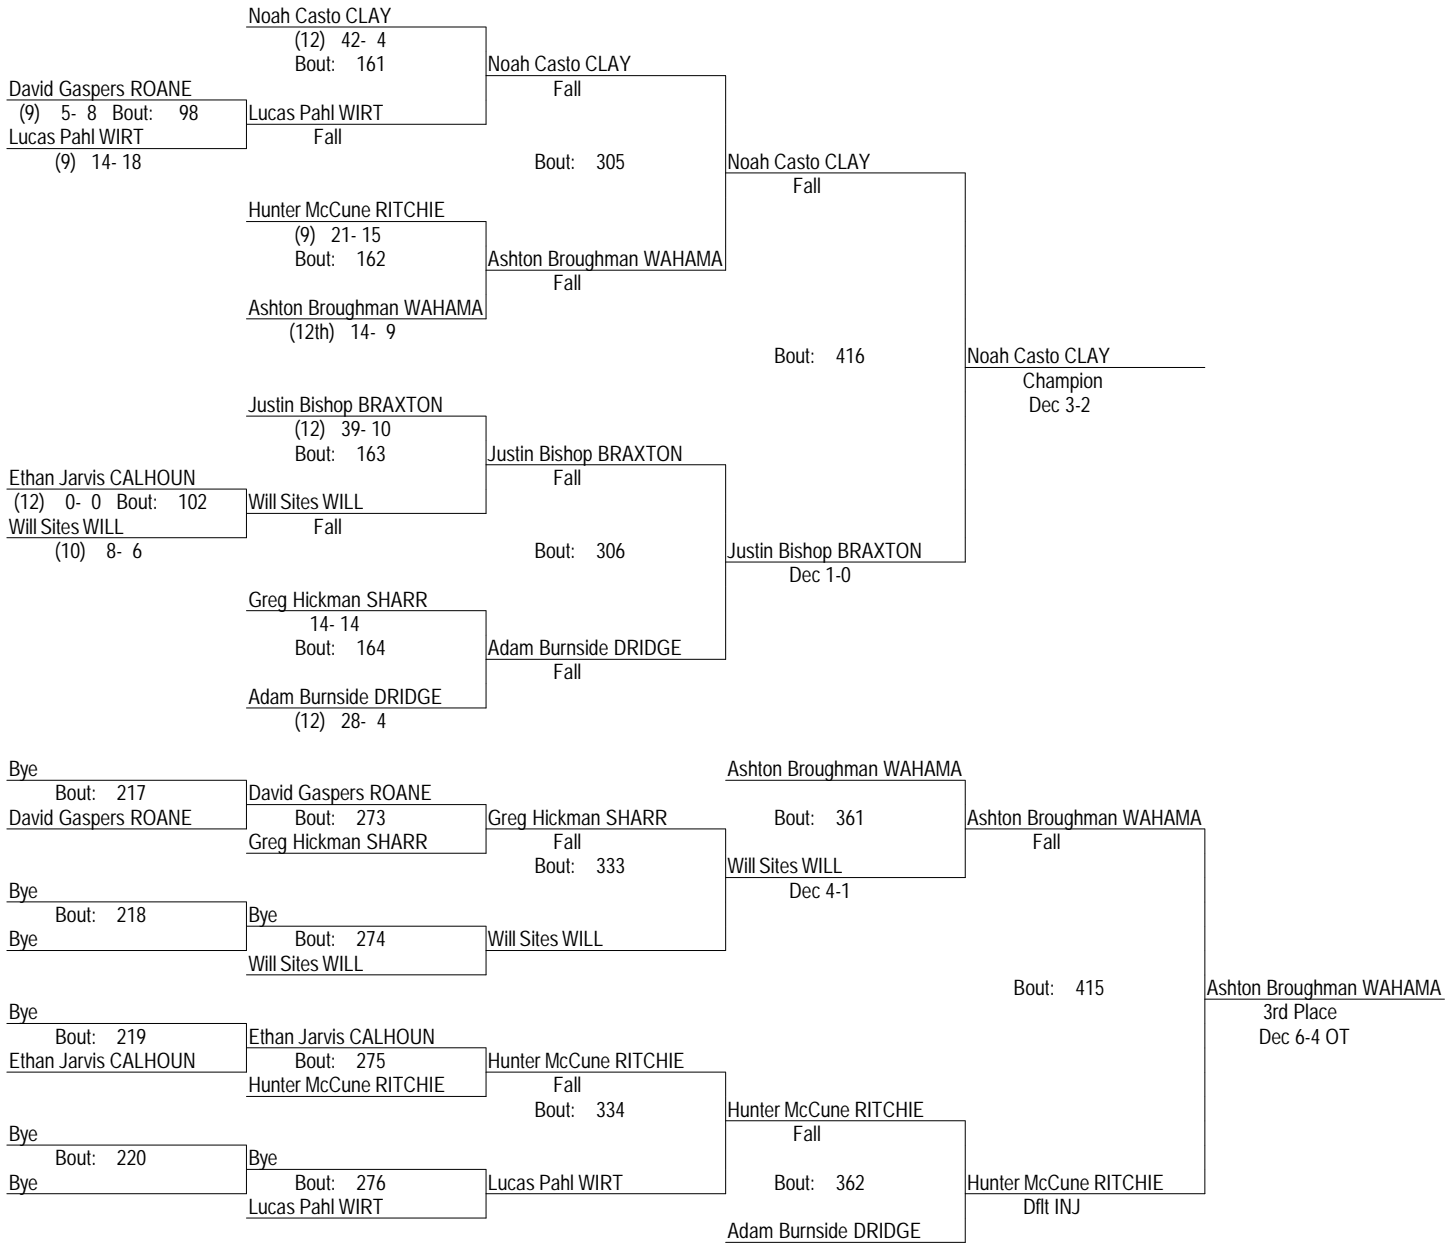 Noah Casto CLAY
(12) 42- 4
Bout: 161
Noah Casto CLAY
Fall
David Gaspers ROANE
(9) 5- 8 Bout: 98
Lucas Pahl WIRT
Fall
Lucas Pahl WIRT
(9) 14- 18
Bout: 305
Noah Casto CLAY
Fall
Hunter McCune RITCHIE
(9) 21- 15
Bout: 162
Ashton Broughman WAHAMA
Fall
Ashton Broughman WAHAMA
(12th) 14- 9
Bout: 416
Noah Casto CLAY
Champion
Dec 3-2
Justin Bishop BRAXTON
(12) 39- 10
Bout: 163
Justin Bishop BRAXTON
Fall
Ethan Jarvis CALHOUN
(12) 0- 0 Bout: 102
Will Sites WILL
Fall
Will Sites WILL
(10) 8- 6
Bout: 306
Justin Bishop BRAXTON
Dec 1-0
Greg Hickman SHARR
14- 14
Bout: 164
Adam Burnside DRIDGE
Fall
Adam Burnside DRIDGE
(12) 28- 4
Bye
Bout: 217
David Gaspers ROANE
David Gaspers ROANE
Bout: 273
Greg Hickman SHARR
Greg Hickman SHARR
Fall
Bout: 333
Ashton Broughman WAHAMA
Bout: 361
Ashton Broughman WAHAMA
Fall
Will Sites WILL
Dec 4-1
Bye
Bout: 218
Bye
Bye
Bout: 274
Will Sites WILL
Will Sites WILL
Bout: 415
Ashton Broughman WAHAMA
3rd Place
Dec 6-4 OT
Bye
Bout: 219
Ethan Jarvis CALHOUN
Ethan Jarvis CALHOUN
Bout: 275
Hunter McCune RITCHIE
Hunter McCune RITCHIE
Fall
Bout: 334
Hunter McCune RITCHIE
Fall
Bye
Bout: 220
Bye
Bye
Bout: 276
Lucas Pahl WIRT
Lucas Pahl WIRT
Bout: 362
Hunter McCune RITCHIE
Dflt INJ
Adam Burnside DRIDGE